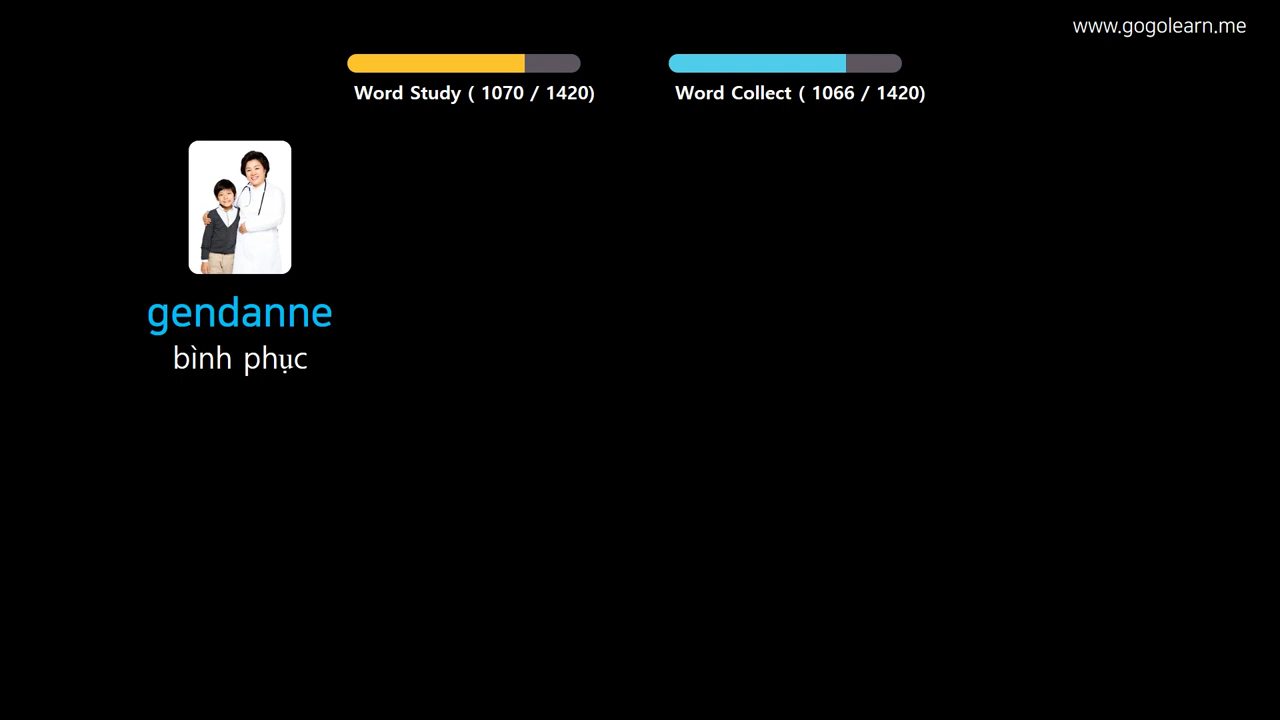 www.gogolearn.me
Word Study ( 1070 / 1420)
Word Collect ( 1066 / 1420)
gendanne
bình phục